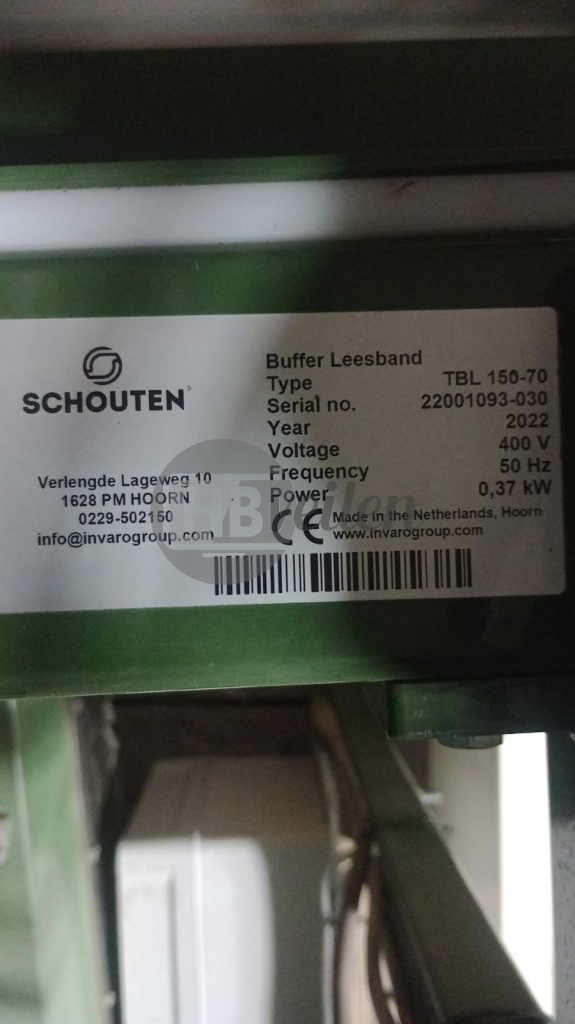 SCHOUTEN
Verlengde Lageweg 10
1628 PM HOORN
0229-502150
info@invarogroup.com
Buffer Leesband
Type TBL 150-70
Serial no. 22001093-030
Year 2022
Voltage 400 V
Frequency 50 Hz
Power 0,37 kW
CE Made in the Netherlands, Hoorn
www.invarogroup.com
HBveilen